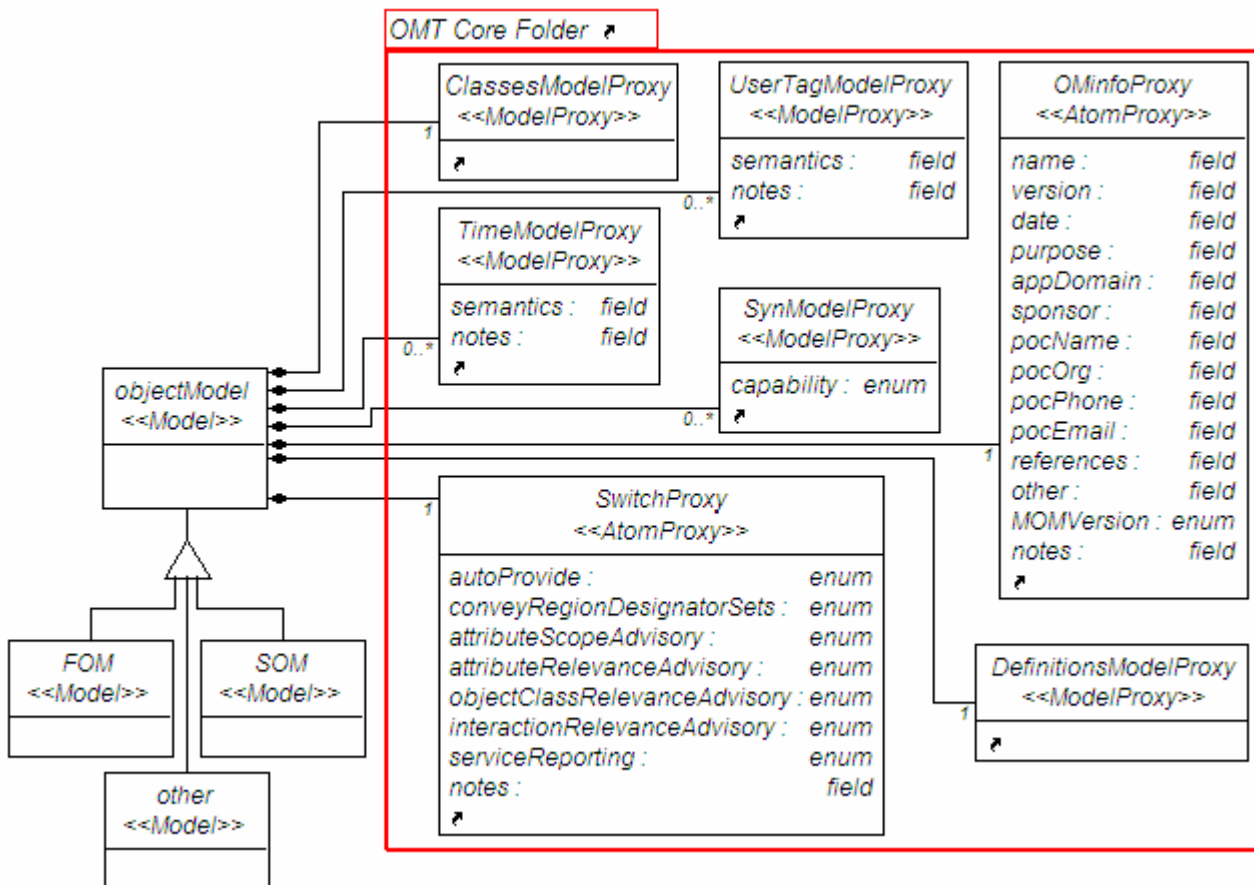 OMT Core Folder
ClassesModelProxy
<<ModelProxy>>
1
UserTagModelProxy
<<ModelProxy>>
semantics : field
notes : field
0..*
OMinfoProxy
<<AtomProxy>>
name : field
version : field
date : field
purpose : field
appDomain : field
sponsor : field
pocName : field
pocOrg : field
pocPhone : field
pocEmail : field
references : field
other : field
MOMVersion : enum
notes : field
1
TimeModelProxy
<<ModelProxy>>
semantics : field
notes : field
0..*
SynModelProxy
<<ModelProxy>>
capability : enum
0..*
objectModel
<<Model>>
SwitchProxy
<<AtomProxy>>
1
autoProvide : enum
conveyRegionDesignatorSets : enum
attributeScopeAdvisory : enum
attributeRelevanceAdvisory : enum
objectClassRelevanceAdvisory : enum
interactionRelevanceAdvisory : enum
serviceReporting : enum
notes : field
DefinitionsModelProxy
<<ModelProxy>>
1
FOM
<<Model>>
SOM
<<Model>>
other
<<Model>>